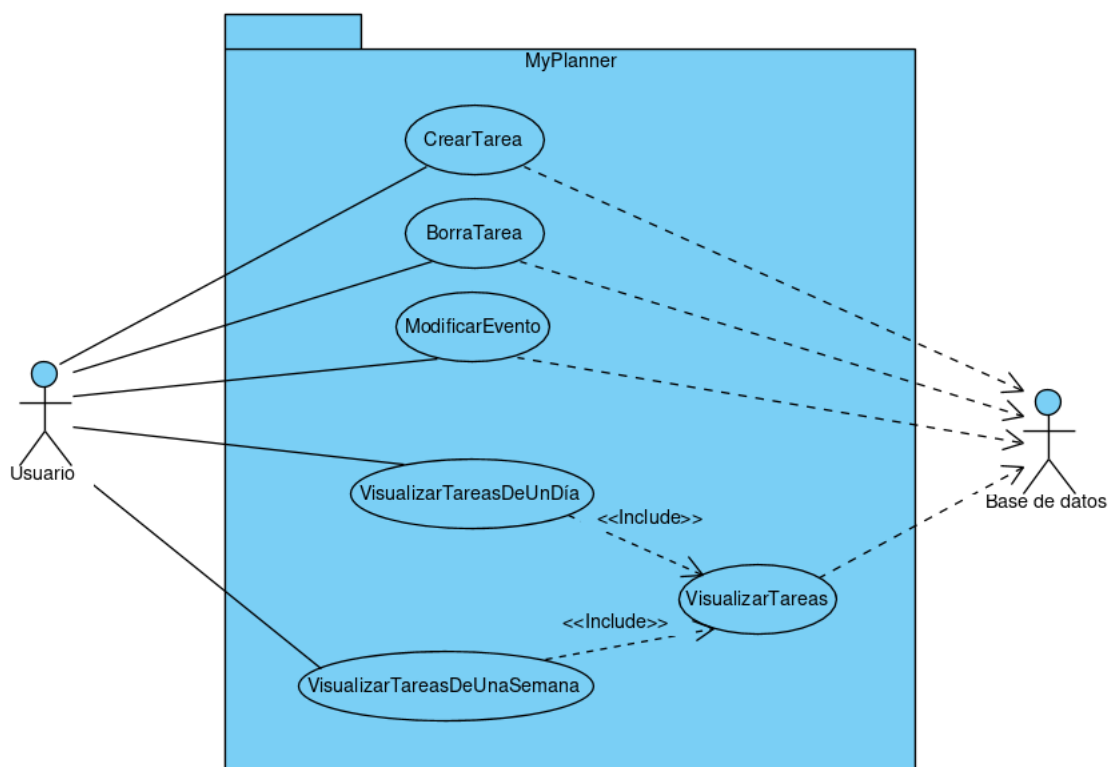 MyPlanner
CrearTarea
BorraTarea
ModificarEvento
Usuario
VisualizarTareasDeUnDía
Base de datos
<<Include>>
VisualizarTareas
<<Include>>
VisualizarTareasDeUnaSemana